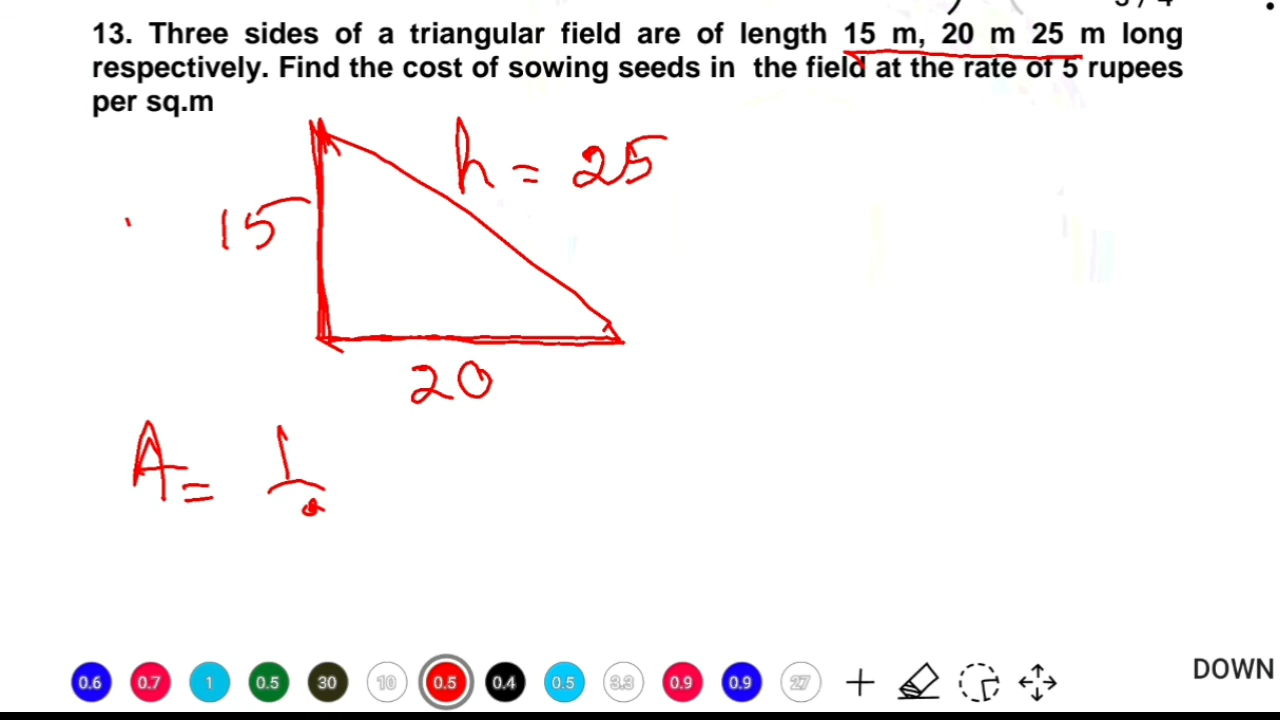 13. Three sides of a triangular field are of length 15 m, 20 m 25 m long
respectively. Find the cost of sowing seeds in the field at the rate of 5 rupees
per sq.m
h = 25
15
20
A = 1
0.6 0.7 1 0.5 30 10 0.5 0.4 0.5 3.3 0.9 0.9 27
DOWN